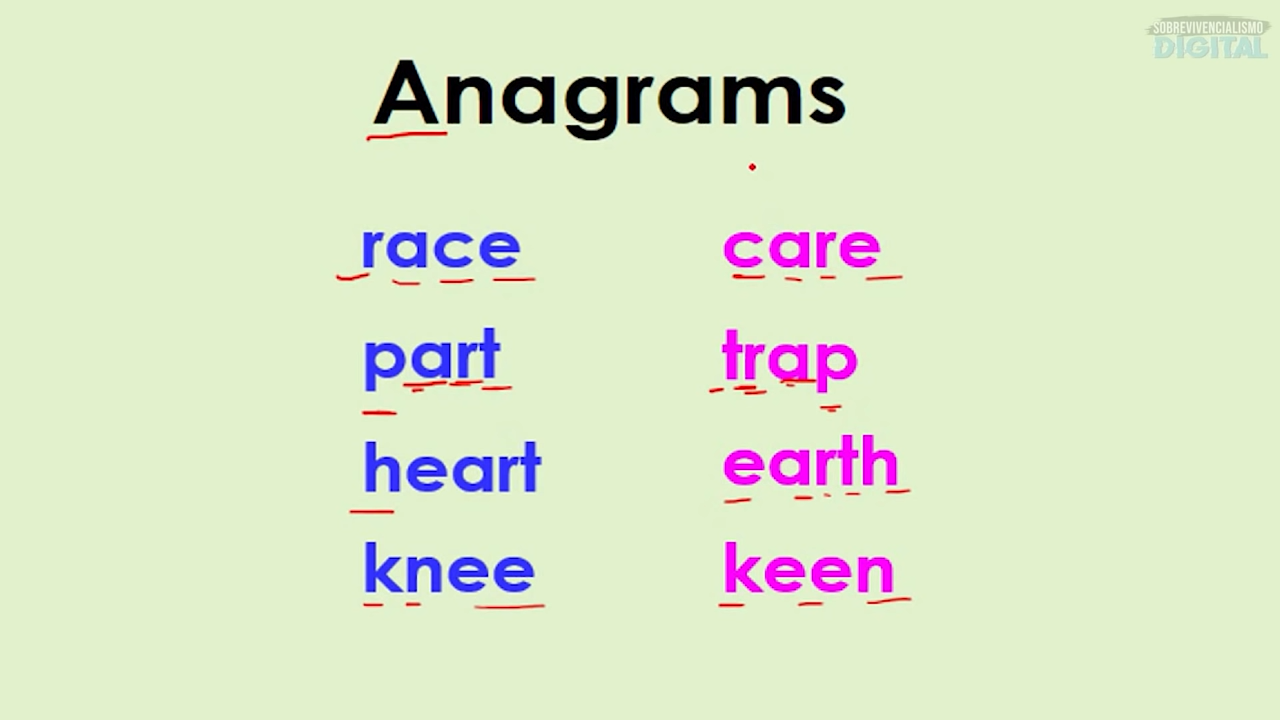 SOBREVIVENCIALISMO
DIGITAL
Anagrams
race care
part trap
heart earth
knee keen